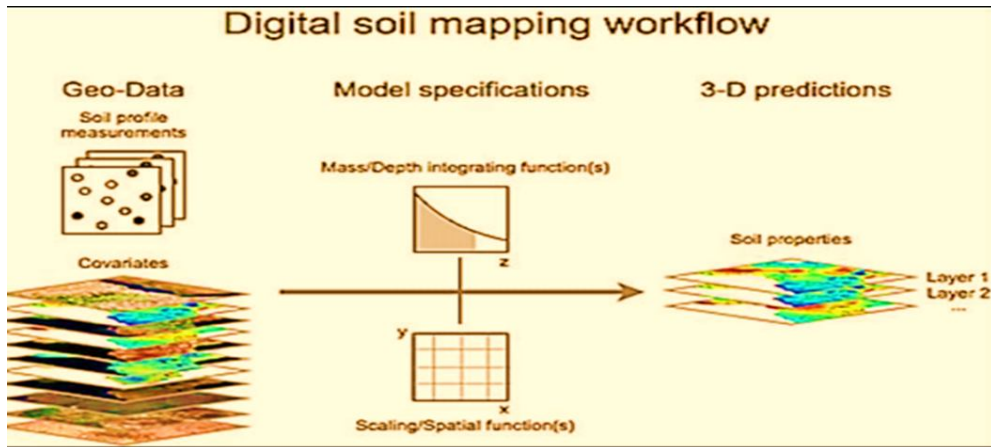 Digital soil mapping workflow
Geo-Data
Soil profile
measurements
Covariates
Model specifications
Mass/Depth integrating function(s)
z
y
x
Scaling/Spatial function(s)
3-D predictions
Soil properties
Layer 1
Layer 2
...